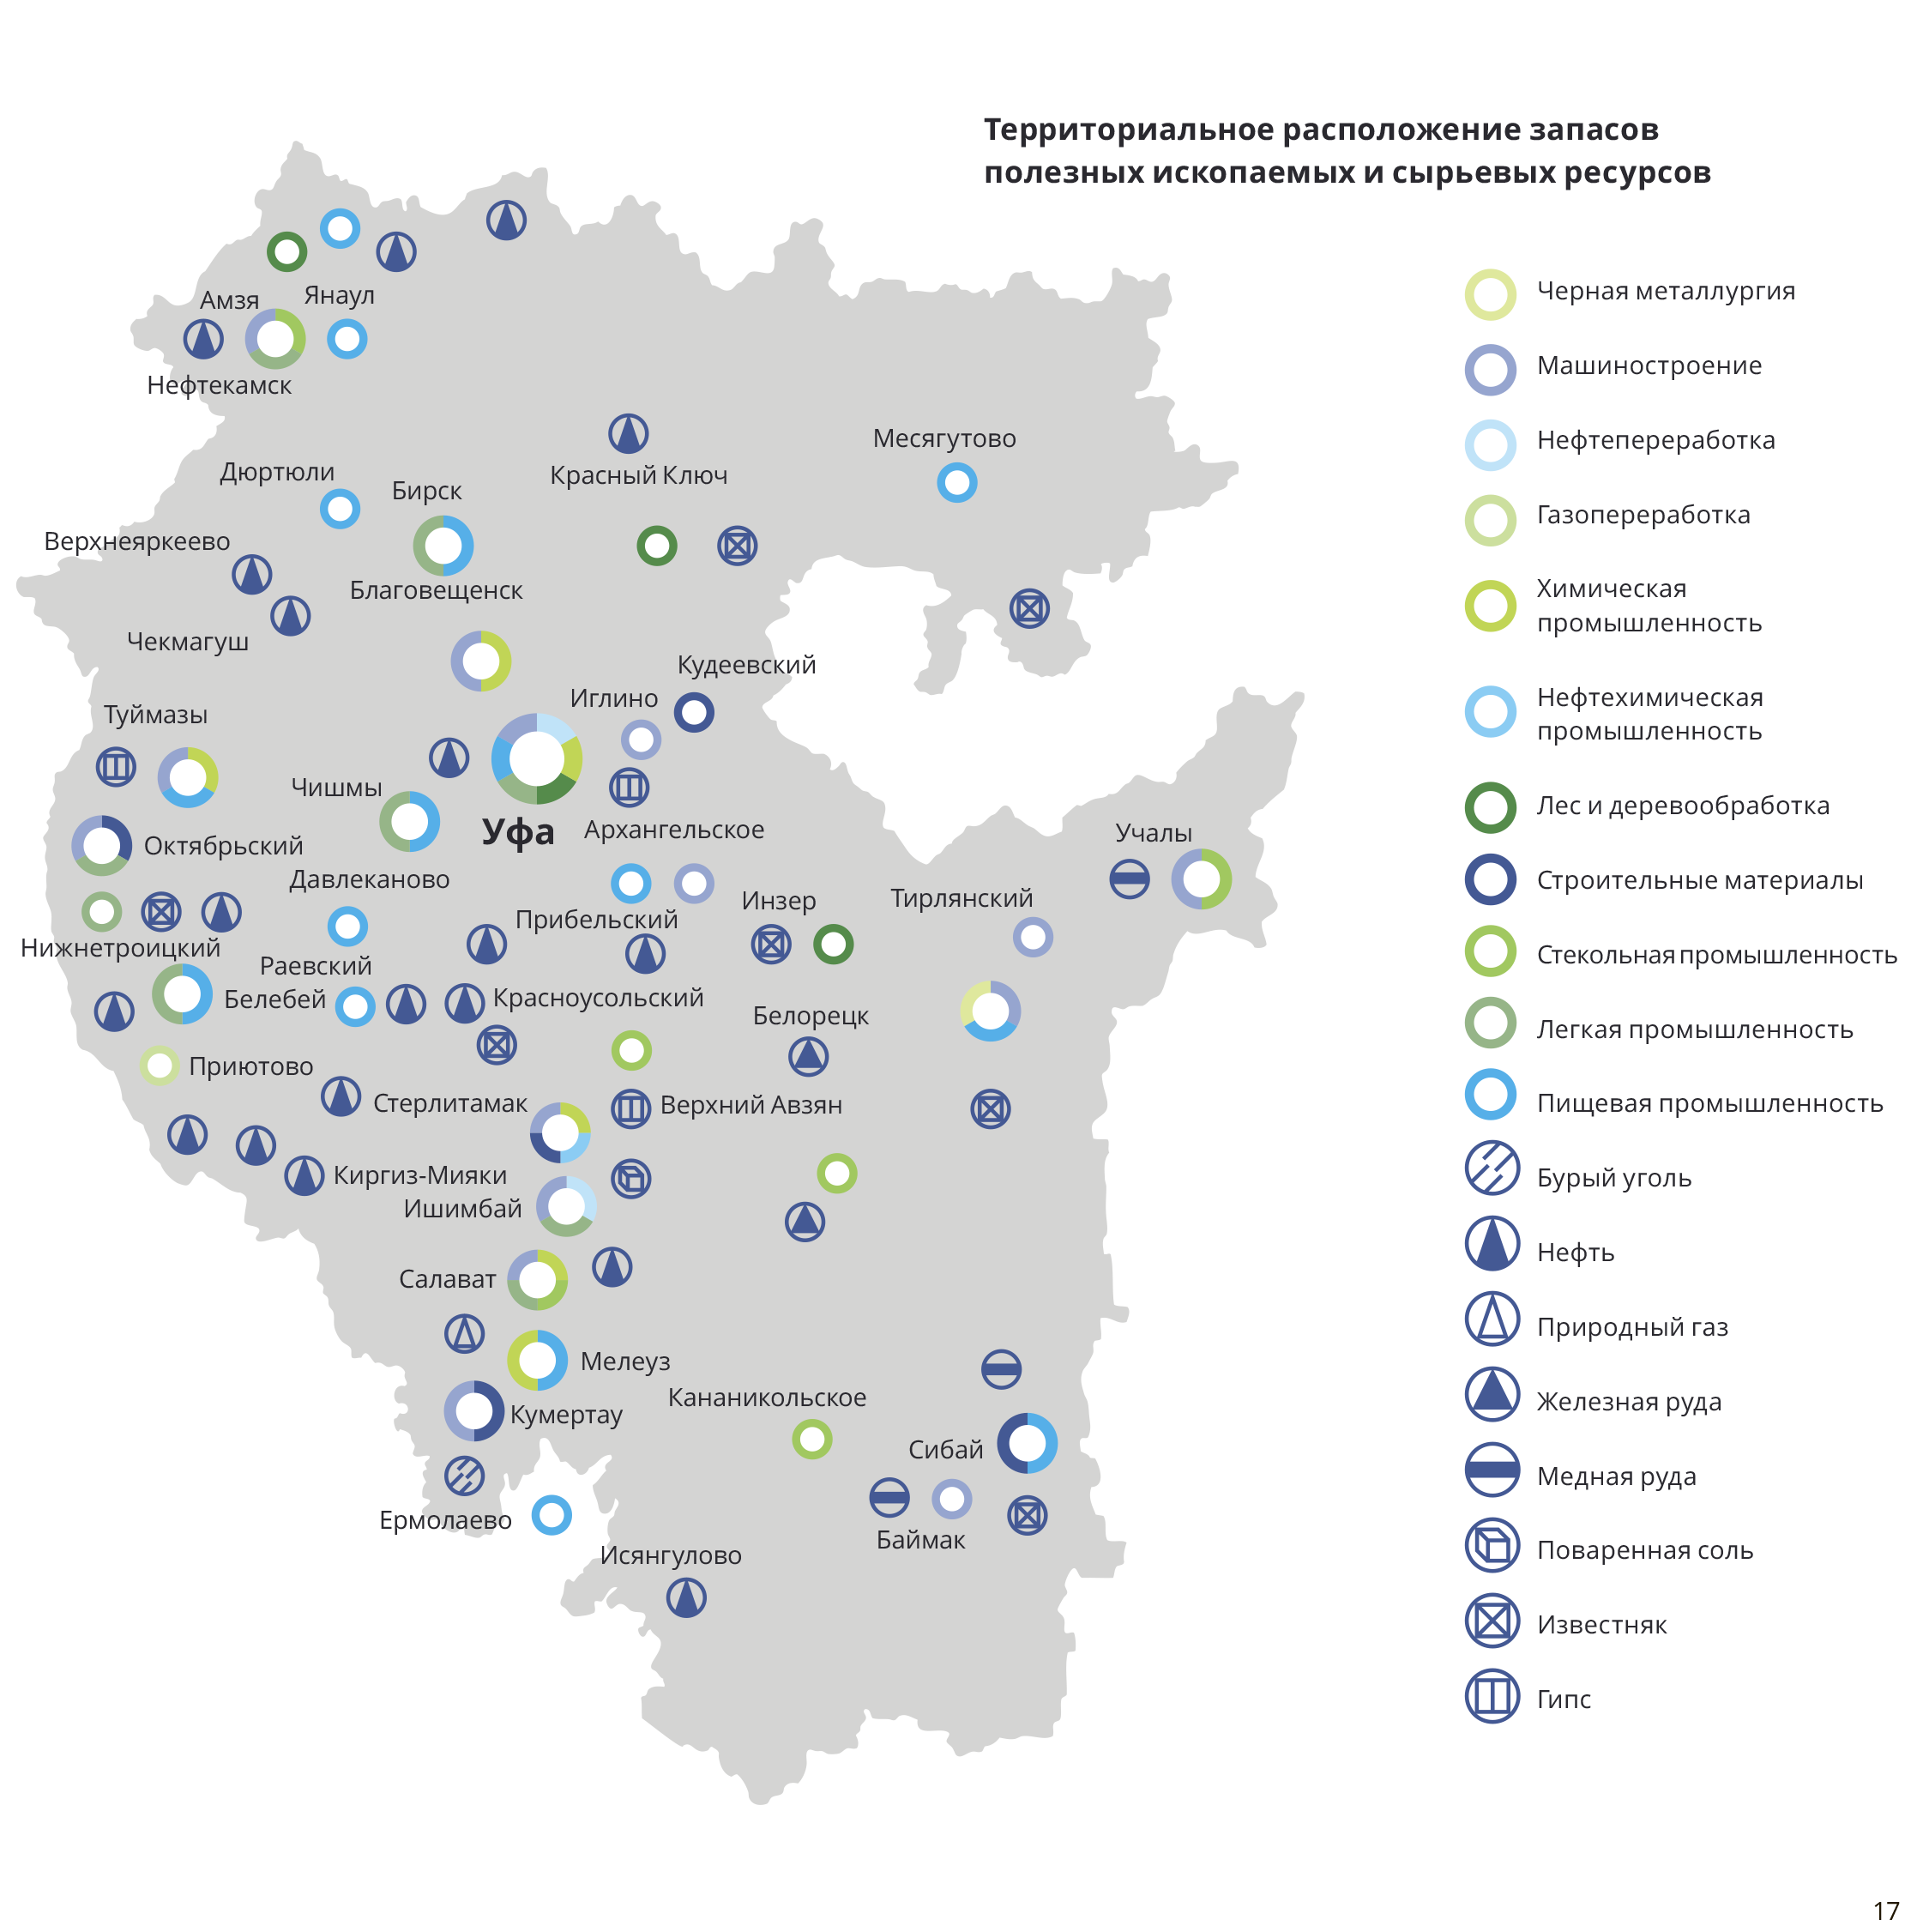 Территориальное расположение запасов
полезных ископаемых и сырьевых ресурсов
Амзя
Янаул
Нефтекамск
Дюртюли
Бирск
Красный Ключ
Месягутово
Верхнеяркеево
Благовещенск
Чекмагуш
Кудеевский
Иглино
Туймазы
Чишмы
Уфа
Архангельское
Учалы
Октябрьский
Давлеканово
Инзер
Тирлянский
Прибельский
Нижнетроицкий
Раевский
Белебей
Красноусольский
Белорецк
Приютово
Стерлитамак
Верхний Авзян
Киргиз-Мияки
Ишимбай
Салават
Мелеуз
Кананикольское
Кумертау
Сибай
Ермолаево
Баймак
Исянгулово
Черная металлургия
Машиностроение
Нефтепереработка
Газопереработка
Химическая
промышленность
Нефтехимическая
промышленность
Лес и деревообработка
Строительные материалы
Стекольная промышленность
Легкая промышленность
Пищевая промышленность
Бурый уголь
Нефть
Природный газ
Железная руда
Медная руда
Поваренная соль
Известняк
Гипс
17